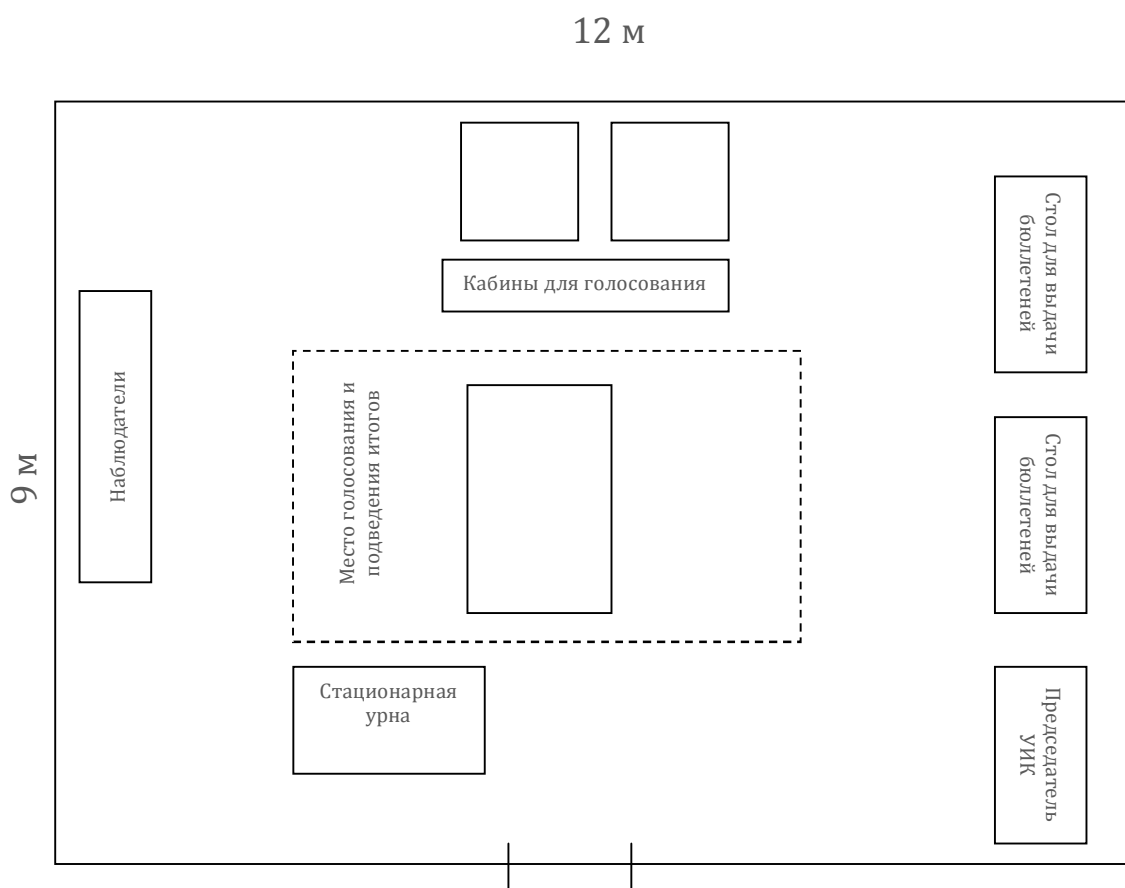 12 м
Стол для выдачи
бюллетеней
Кабины для голосования
Наблюдатели
9 м
Место голосования и
подведения итогов
Стол для выдачи
бюллетеней
Стационарная
урна
Председатель
УИК